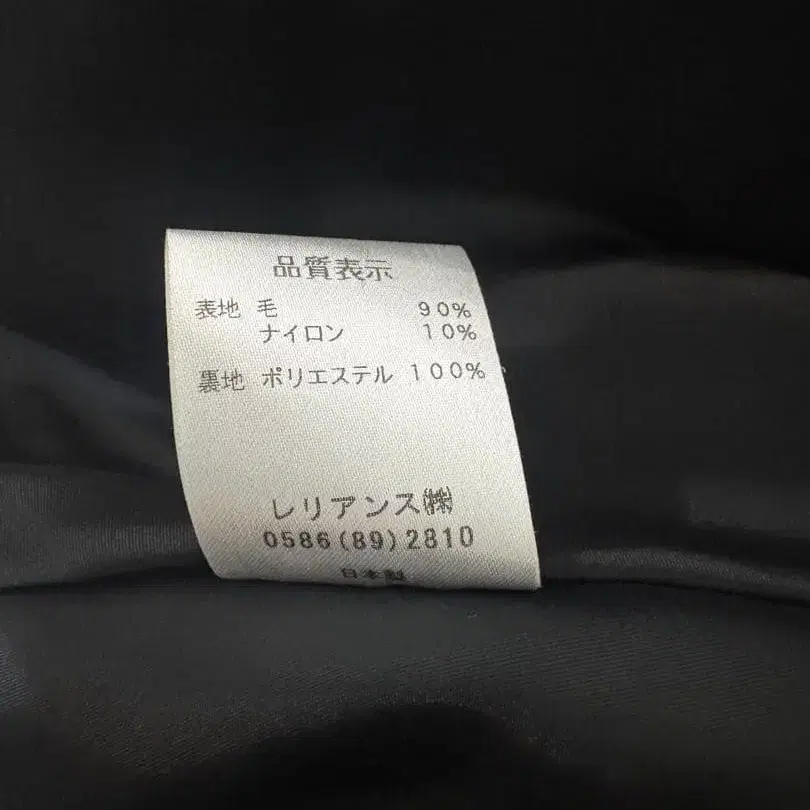 品質表示
表地 毛 90%
ナイロン 10%
裏地 ポリエステル 100%
レリアンス㈱
0586(89)2810
日本製